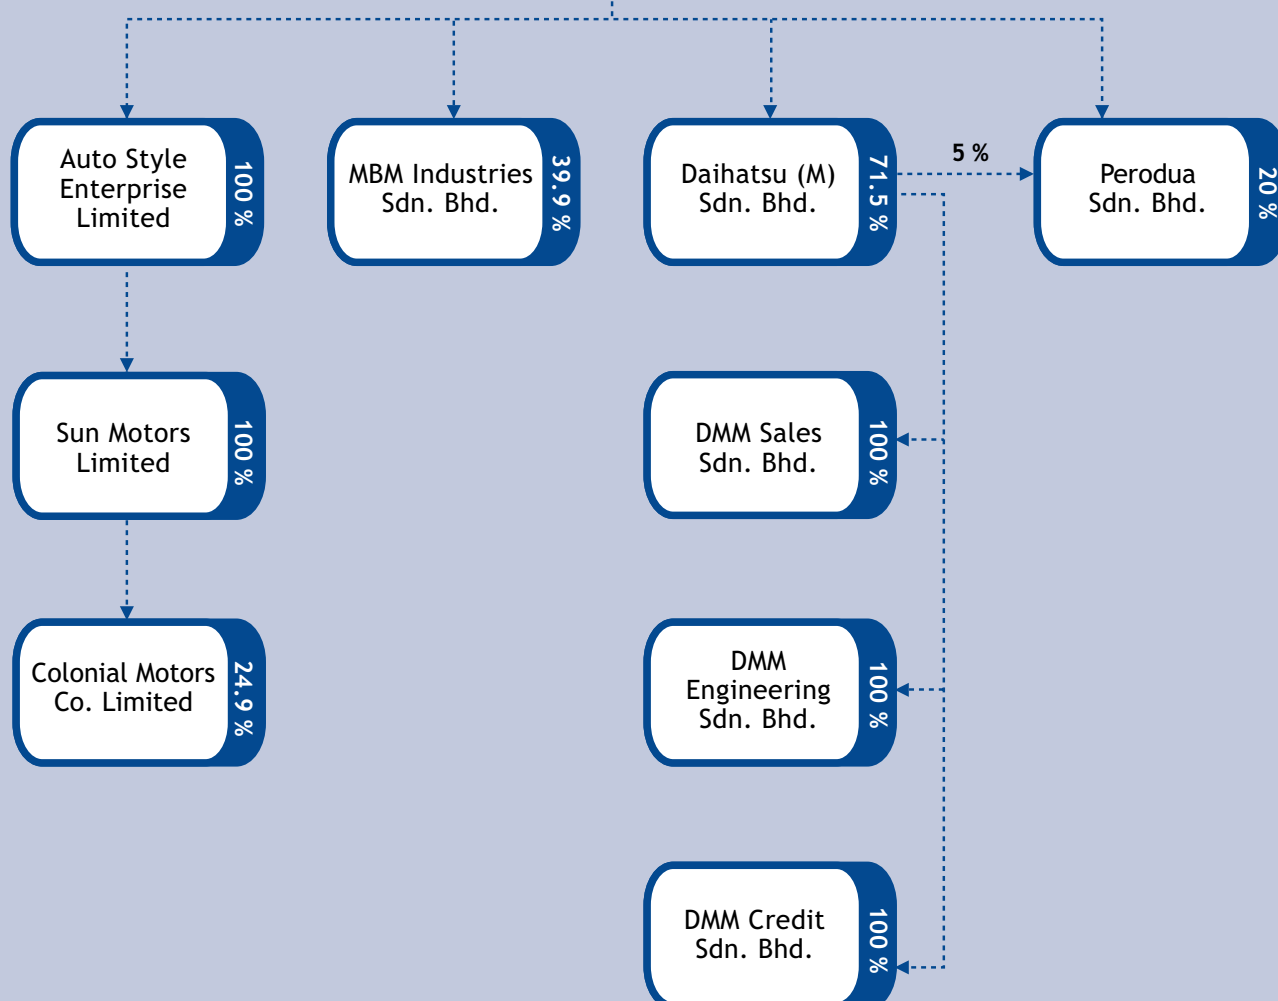 Auto Style
Enterprise
Limited
100 %
MBM Industries
Sdn. Bhd.
39.9 %
Daihatsu (M)
Sdn. Bhd.
71.5 %
5 %
Perodua
Sdn. Bhd.
20 %
Sun Motors
Limited
100 %
DMM Sales
Sdn. Bhd.
100 %
Colonial Motors
Co. Limited
24.9 %
DMM
Engineering
Sdn. Bhd.
100 %
DMM Credit
Sdn. Bhd.
100 %